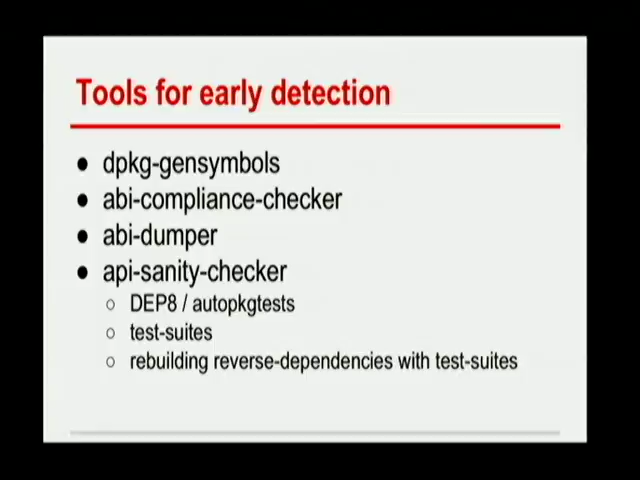 Tools for early detection
● dpkg-gensymbols
● abi-compliance-checker
● abi-dumper
● api-sanity-checker
○ DEP8 / autopkgtests
○ test-suites
○ rebuilding reverse-dependencies with test-suites